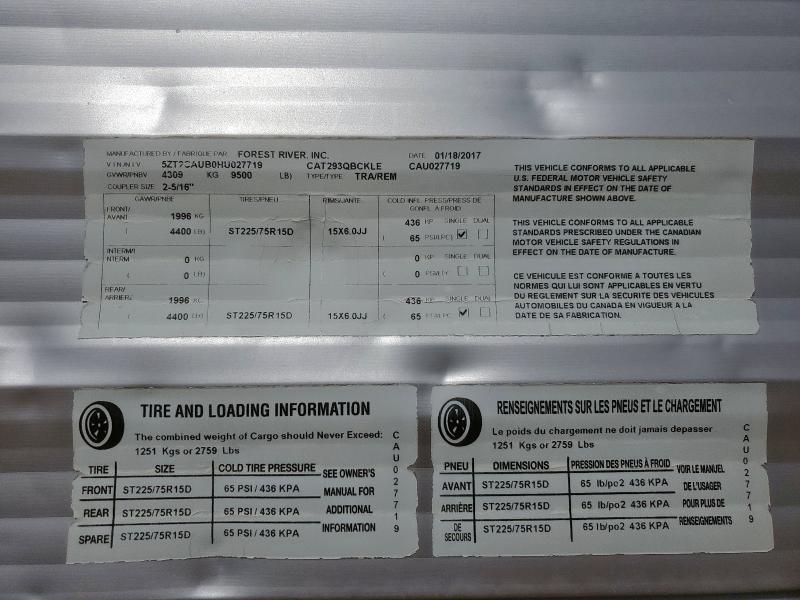 MANUFACTURED BY / FABRIQUE PAR FOREST RIVER, INC. DATE 01/18/2017
V I N./N.I.V CAT293QBCKLE CAU027719
GVWR/PNBV 4309 KG 9500 LB) TYPE/TYPE TRA/REM
COUPLER SIZE 2-5/16"
GAWR/PNBE TIRES/PNEU RIMS/JANTE COLD INFL. PRESS/PRESS DE GONFL. A FROID
FRONT/ AVANT 1996 KG 436 KP SINGLE DUAL
( 4400 (LB) ST225/75R15D 15X6.0JJ ( 65 PSI/LPC)
INTERM/ INTERM 0 KG 0 KP SINGLE DUAL
( 0 (LB) ( 0
REAR/ ARRIERE 1996 KG 436 KP SINGLE DUAL
( 4400 LB) ST225/75R15D 15X6.0JJ ( 65
THIS VEHICLE CONFORMS TO ALL APPLICABLE
U.S. FEDERAL MOTOR VEHICLE SAFETY
STANDARDS IN EFFECT ON THE DATE OF
MANUFACTURE SHOWN ABOVE.
THIS VEHICLE CONFORMS TO ALL APPLICABLE
STANDARDS PRESCRIBED UNDER THE CANADIAN
MOTOR VEHICLE SAFETY REGULATIONS IN
EFFECT ON THE DATE OF MANUFACTURE.
CE VEHICULE EST CONFORME A TOUTES LES
NORMES QUI LUI SONT APPLICABLES EN VERTU
DU REGLEMENT SUR LA SECURITE DES VEHICULES
AUTOMOBILES DU CANADA EN VIGUEUR A LA
DATE DE SA FABRICATION.
TIRE AND LOADING INFORMATION
The combined weight of Cargo should Never Exceed:
1251 Kgs or 2759 Lbs
TIRE SIZE COLD TIRE PRESSURE
FRONT ST225/75R15D 65 PSI / 436 KPA
REAR ST225/75R15D 65 PSI / 436 KPA
SPARE ST225/75R15D 65 PSI / 436 KPA
SEE OWNER'S
MANUAL FOR
ADDITIONAL
INFORMATION
CAU027719
RENSEIGNEMENTS SUR LES PNEUS ET LE CHARGEMENT
Le poids du chargement ne doit jamais depasser
1251 Kgs or 2759 Lbs
PNEU DIMENSIONS PRESSION DES PNEUS À FROID
AVANT ST225/75R15D 65 lb/po2 436 KPA
ARRIÈRE ST225/75R15D 65 lb/po2 436 KPA
DE SECOURS ST225/75R15D 65 lb/po2 436 KPA
VOIR LE MANUEL
DE L'USAGER
POUR PLUS DE
RENSEIGNEMENTS
CAU027719